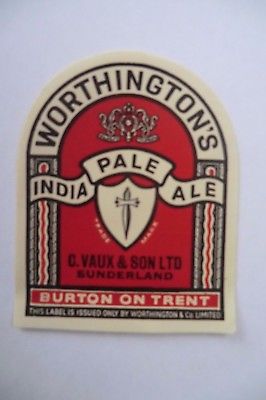 WORTHINGTON'S
INDIA PALE ALE
TRADE MARK
C. VAUX & SON LTD
SUNDERLAND
BURTON ON TRENT
THIS LABEL IS ISSUED ONLY BY WORTHINGTON & Co. LIMITED